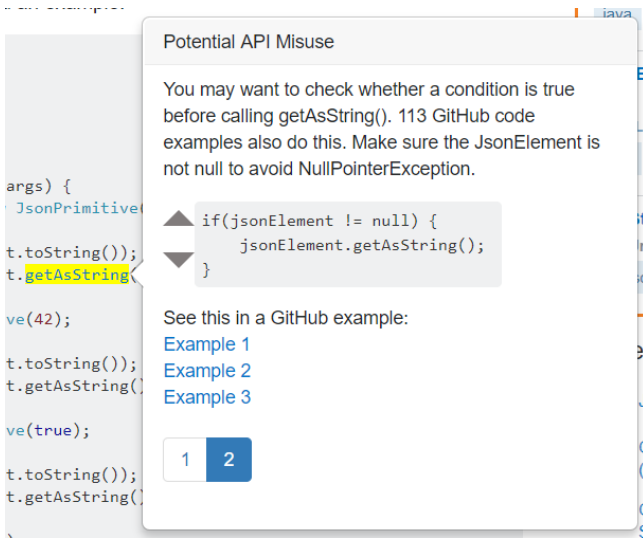 an example.
java
Potential API Misuse
You may want to check whether a condition is true
before calling getAsString(). 113 GitHub code
examples also do this. Make sure the JsonElement is
not null to avoid NullPointerException.
args) {
JsonPrimitive(
if(jsonElement != null) {
t.toString());
jsonElement.getAsString();
t.getAsString(
}
ve(42);
See this in a GitHub example:
Example 1
t.toString());
Example 2
t.getAsString()
Example 3
ve(true);
1 2
t.toString());
t.getAsString()